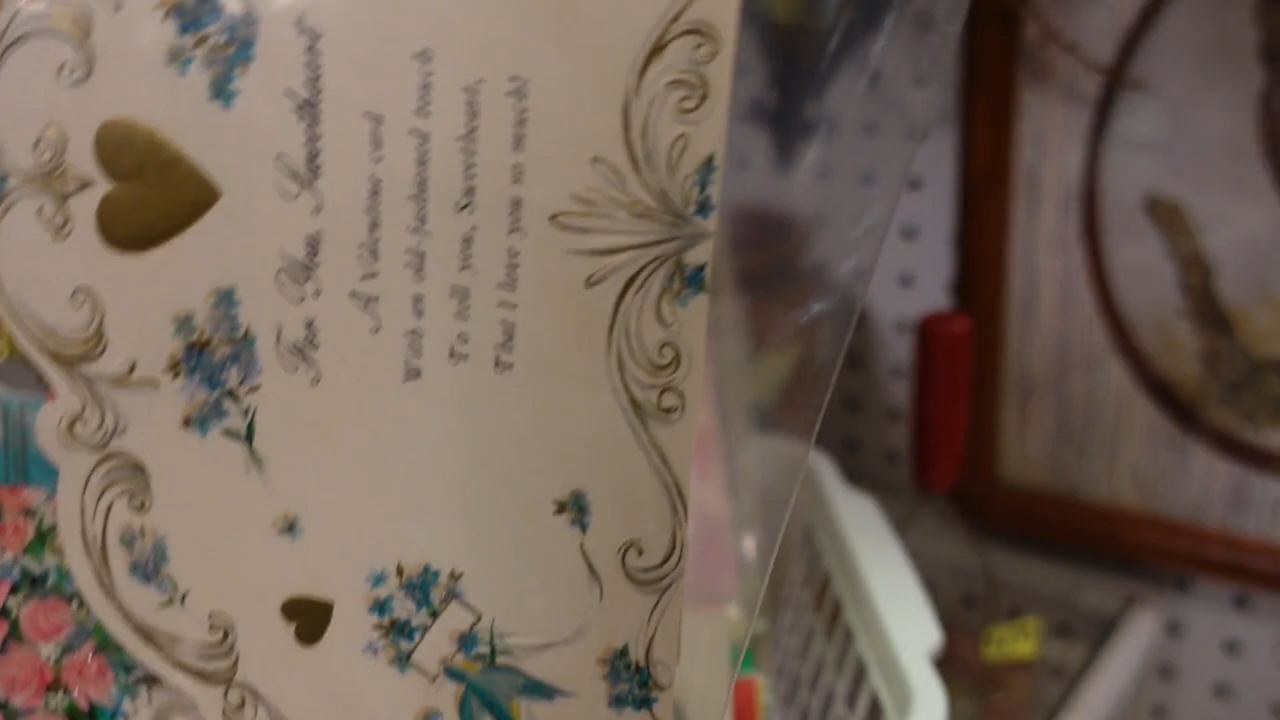 For You, Sweetheart
A Valentine card
With an old-fashioned touch
To tell you, Sweetheart,
That I love you so much!